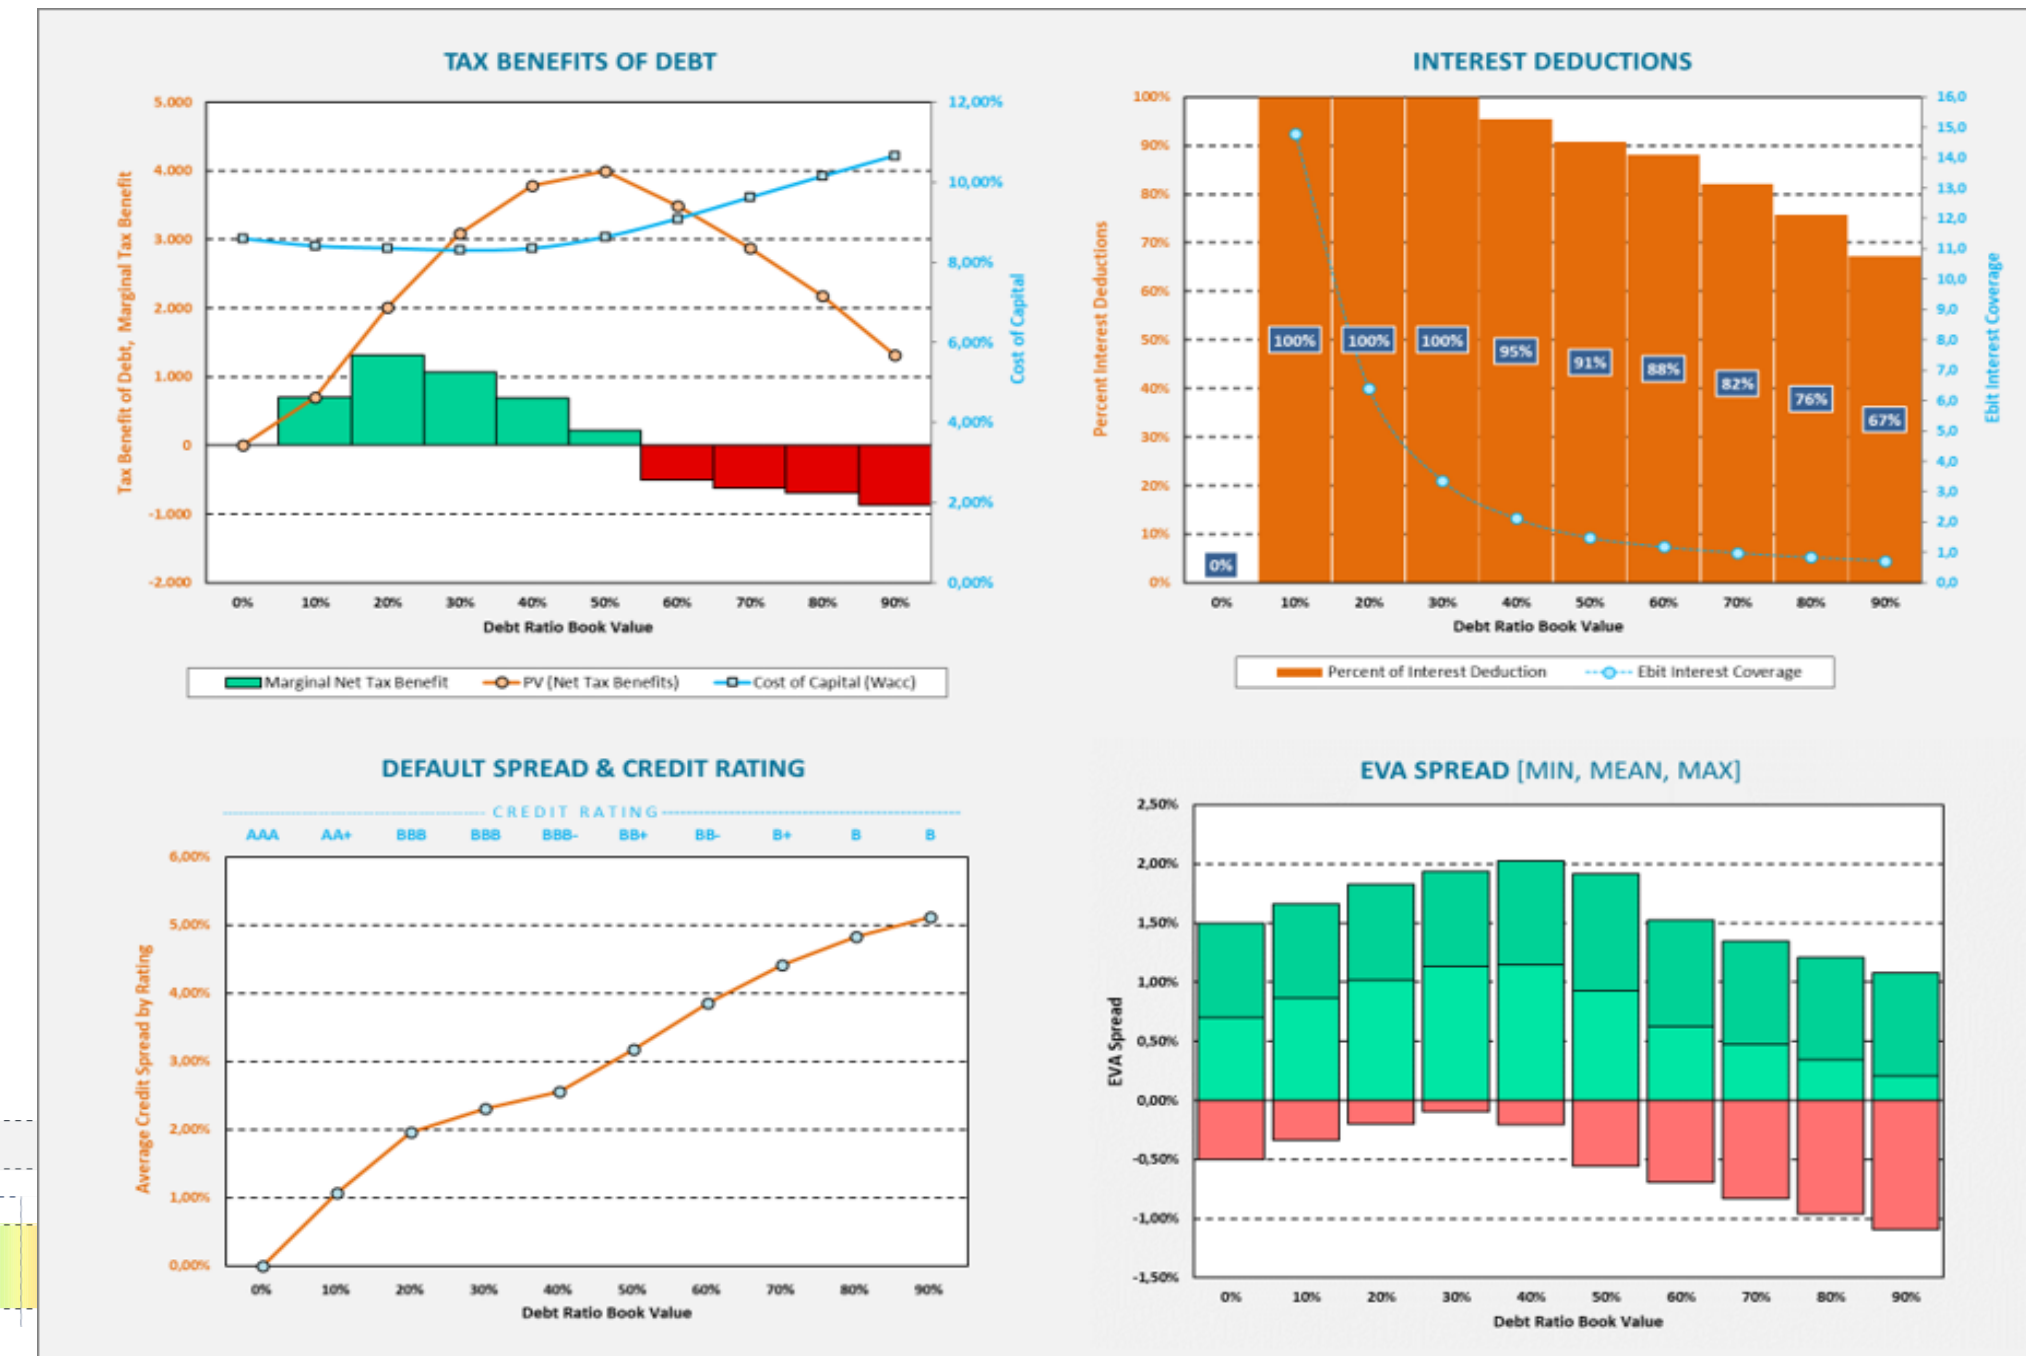 TAX BENEFITS OF DEBT
5.000
4.000
3.000
2.000
1.000
0
-1.000
-2.000
Tax Benefit of Debt, Marginal Tax Benefit
12,00%
10,00%
8,00%
6,00%
4,00%
2,00%
0,00%
Cost of Capital
0% 10% 20% 30% 40% 50% 60% 70% 80% 90%
Debt Ratio Book Value
Marginal Net Tax Benefit PV (Net Tax Benefits) Cost of Capital (Wacc)
INTEREST DEDUCTIONS
100%
90%
80%
70%
60%
50%
40%
30%
20%
10%
0%
Percent Interest Deductions
16,0
15,0
14,0
13,0
12,0
11,0
10,0
9,0
8,0
7,0
6,0
5,0
4,0
3,0
2,0
1,0
0,0
Ebit Interest Coverage
0% 100% 100% 100% 95% 91% 88% 82% 76% 67%
0% 10% 20% 30% 40% 50% 60% 70% 80% 90%
Debt Ratio Book Value
Percent of Interest Deduction Ebit Interest Coverage
DEFAULT SPREAD & CREDIT RATING
CREDIT RATING
AAA AA+ BBB BBB BBB- BB+ BB- B+ B B
6,00%
5,00%
4,00%
3,00%
2,00%
1,00%
0,00%
Average Credit Spread by Rating
0% 10% 20% 30% 40% 50% 60% 70% 80% 90%
Debt Ratio Book Value
EVA SPREAD [MIN, MEAN, MAX]
2,50%
2,00%
1,50%
1,00%
0,50%
0,00%
-0,50%
-1,00%
-1,50%
EVA Spread
0% 10% 20% 30% 40% 50% 60% 70% 80% 90%
Debt Ratio Book Value